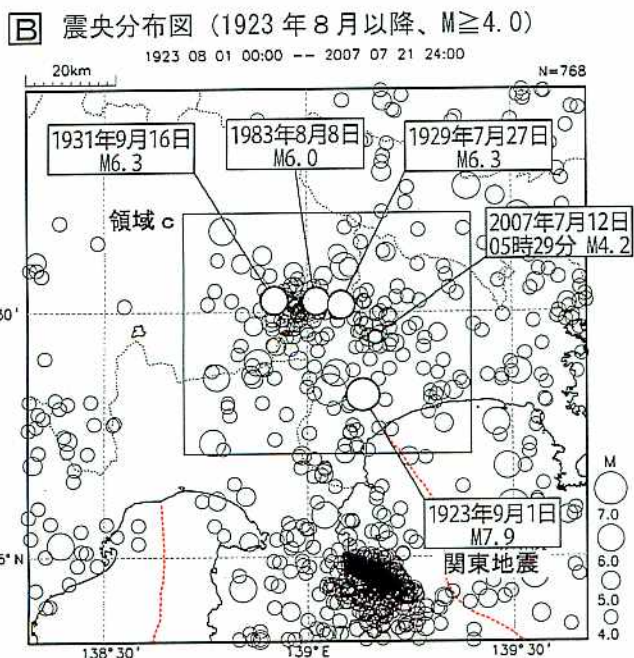 B 震央分布図 (1923年8月以降、M≧4.0)
1923 08 01 00:00 -- 2007 07 21 24:00
20km
N=768
1931年9月16日
M6.3
1983年8月8日
M6.0
1929年7月27日
M6.3
領域c
2007年7月12日
05時29分 M4.2
30'
1923年9月1日
M7.9
関東地震
5°N
M
7.0
6.0
5.0
4.0
138°30'
139°E
139°30'